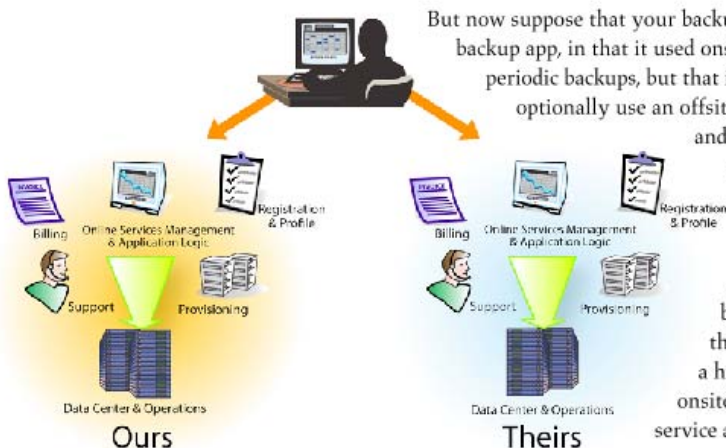 But now suppose that your backu
backup app, in that it used ons
periodic backups, but that i
optionally use an offsit
and
INVOICE
Billing
Online Services Management
& Application Logic
Registration
& Profile
Support
Provisioning
Data Center & Operations
Ours
INVOICE
Billing
Online Services Management
& Application Logic
Registration
& Profile
Support
Provisioning
Data Center & Operations
Theirs
b
th
a h
onsite
service a